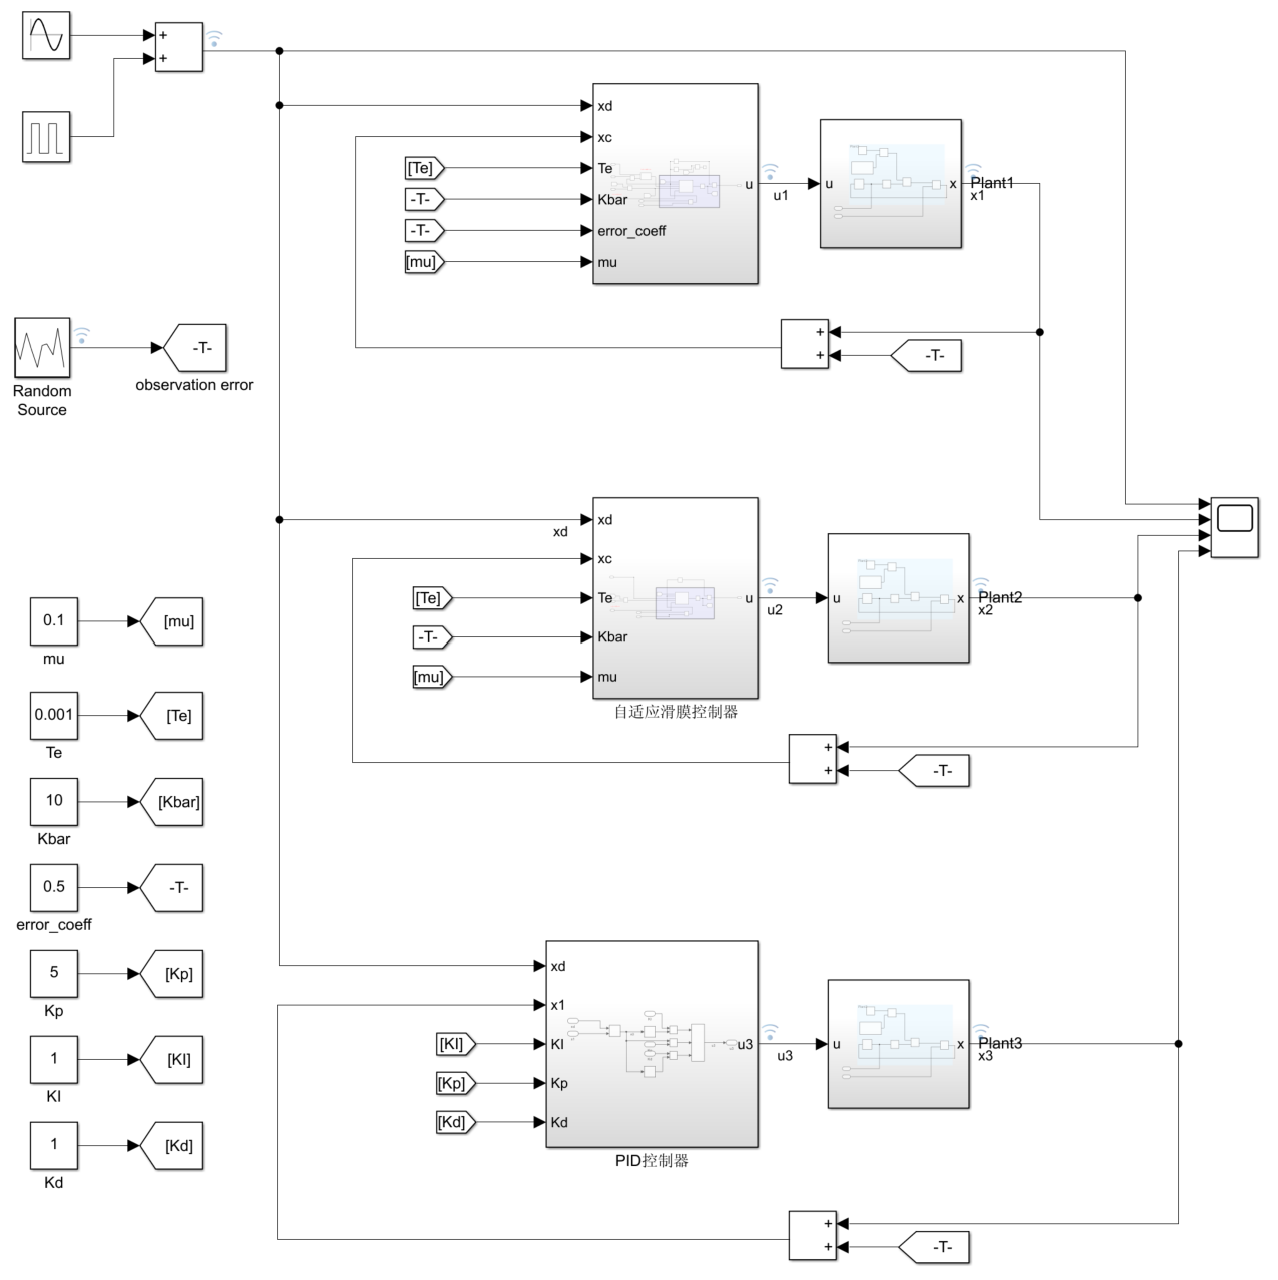 +
+
xd
xc
[Te]
Te
-T-
Kbar
-T-
error_coeff
[mu]
mu
u
u1
u
x
Plant1
x1
+
+
-T-
-T-
observation error
Random
Source
xd
xd
xc
[Te]
Te
-T-
Kbar
[mu]
mu
u
u2
u
x
Plant2
x2
自适应滑膜控制器
+
+
-T-
0.1
[mu]
mu
0.001
[Te]
Te
10
[Kbar]
Kbar
0.5
-T-
error_coeff
5
[Kp]
Kp
1
[KI]
KI
1
[Kd]
Kd
xd
x1
[KI]
KI
[Kp]
Kp
[Kd]
Kd
u3
u3
u
x
Plant3
x3
PID控制器
+
+
-T-